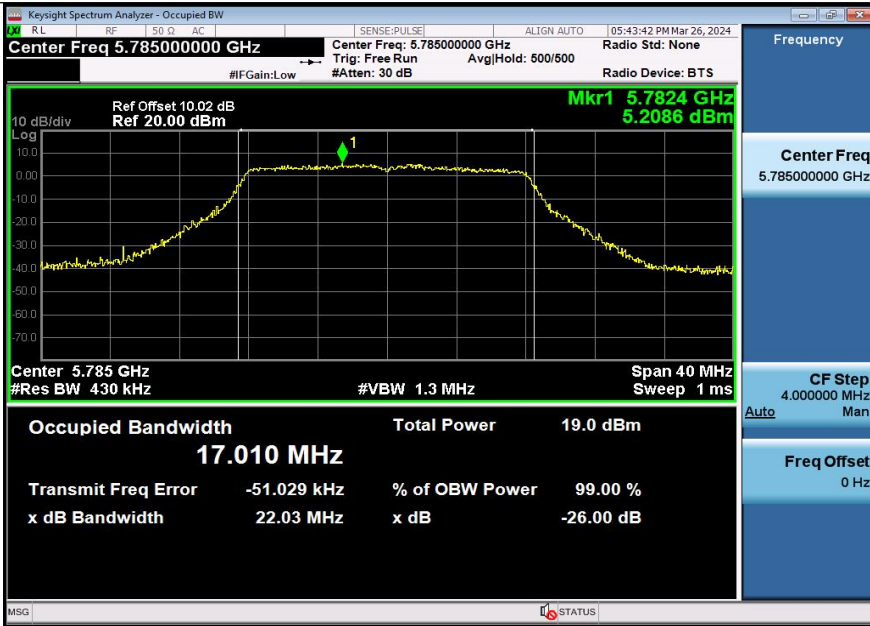 Keysight Spectrum Analyzer - Occupied BW
LXI RL RF 50 Ω AC SENSE:PULSE ALIGN AUTO 05:43:42 PM Mar 26, 2024
Center Freq 5.785000000 GHz
Center Freq: 5.785000000 GHz
Radio Std: None
Trig: Free Run Avg|Hold: 500/500
#IFGain:Low #Atten: 30 dB Radio Device: BTS
Frequency
Ref Offset 10.02 dB Mkr1 5.7824 GHz
10 dB/div Ref 20.00 dBm 5.2086 dBm
Log
1
10.0
0.00
-10.0
-20.0
-30.0
-40.0
-60.0
-70.0
Center 5.785 GHz Span 40 MHz
#Res BW 430 kHz #VBW 1.3 MHz Sweep 1 ms
Occupied Bandwidth Total Power 19.0 dBm
17.010 MHz
Transmit Freq Error -51.029 kHz % of OBW Power 99.00 %
x dB Bandwidth 22.03 MHz x dB -26.00 dB
Center Freq
5.785000000 GHz
CF Step
4.000000 MHz
Auto Man
Freq Offset
0 Hz
MSG STATUS